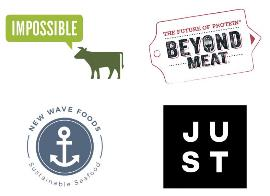 IMPOSSIBLE
THE FUTURE OF PROTEIN®
BEYOND
MEAT
NEW WAVE FOODS
Sustainable Seafood
JU
ST